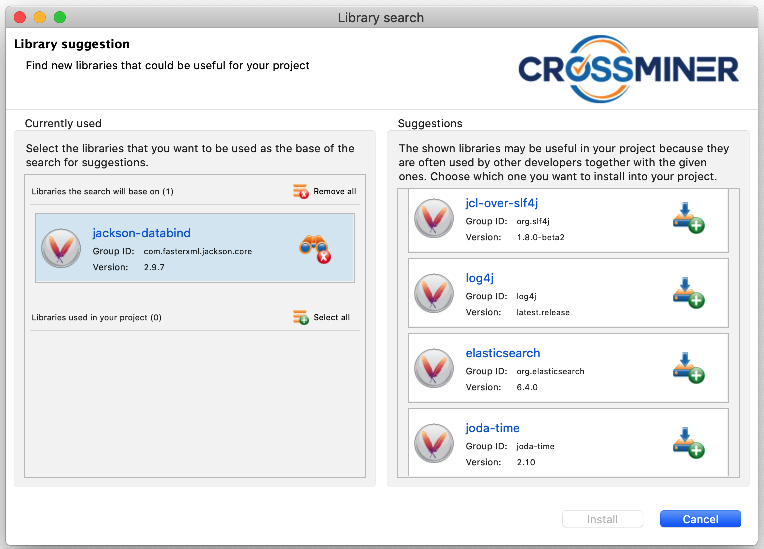 Library search
Library suggestion
Find new libraries that could be useful for your project
CROSSMINER
Currently used
Select the libraries that you want to be used as the base of the
search for suggestions.
Libraries the search will base on (1)
Remove all
jackson-databind
Group ID: com.fasterxml.jackson.core
Version: 2.9.7
Libraries used in your project (0)
Select all
Suggestions
The shown libraries may be useful in your project because they
are often used by other developers together with the given
ones. Choose which one you want to install into your project.
jcl-over-slf4j
Group ID: org.slf4j
Version: 1.8.0-beta2
log4j
Group ID: log4j
Version: latest.release
elasticsearch
Group ID: org.elasticsearch
Version: 6.4.0
joda-time
Group ID: joda-time
Version: 2.10
Install
Cancel